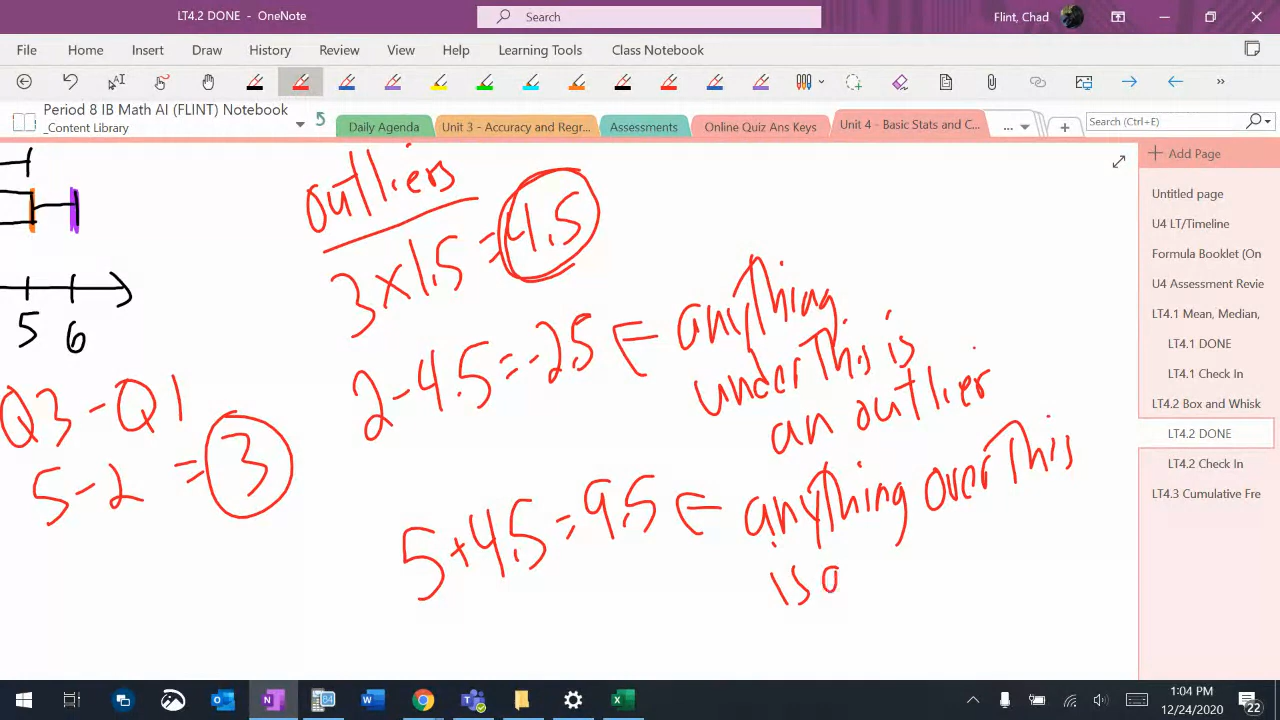 LT4.2 DONE - OneNote
Search
Flint, Chad
File Home Insert Draw History Review View Help Learning Tools Class Notebook
Period 8 IB Math AI (FLINT) Notebook
_Content Library
Daily Agenda
Unit 3 - Accuracy and Regr...
Assessments
Online Quiz Ans Keys
Unit 4 - Basic Stats and C...
...
Search (Ctrl+E)
Add Page
Untitled page
U4 LT/Timeline
Formula Booklet (On
U4 Assessment Revie
LT4.1 Mean, Median,
LT4.1 DONE
LT4.1 Check In
LT4.2 Box and Whisk
LT4.2 DONE
LT4.2 Check In
LT4.3 Cumulative Fre
5 6
Q3 - Q1
5 - 2 = 3
outliers
3 x 1.5 = 4.5
2 - 4.5 = -2.5 ← anything
under this is
an outlier
5 + 4.5 = 9.5 ← anything over this
is o
84
1:04 PM
12/24/2020
22